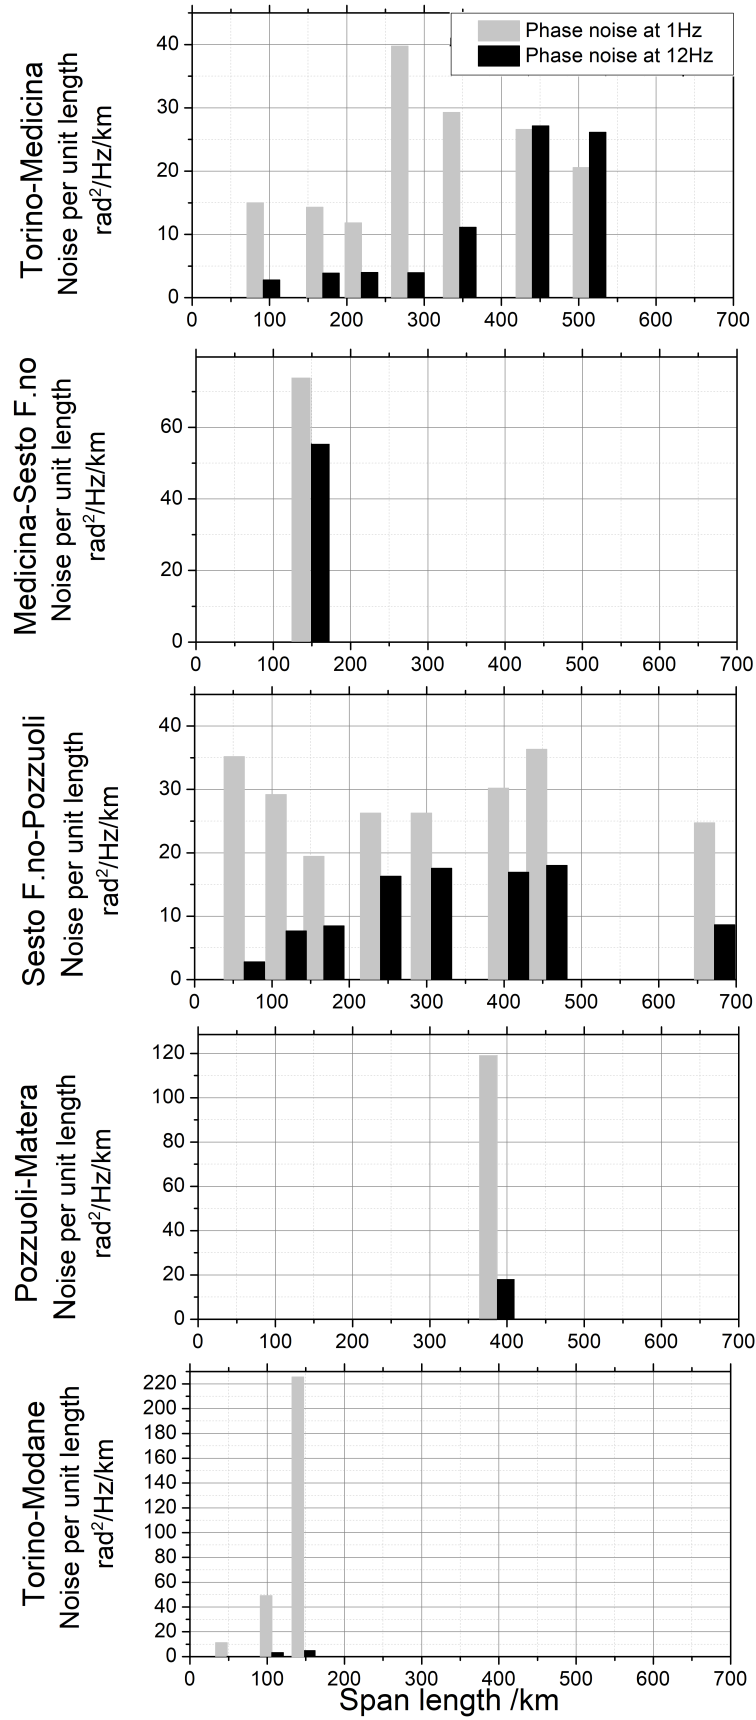 Phase noise at 1Hz
Phase noise at 12Hz
Torino-Medicina
Noise per unit length
rad²/Hz/km
40
30
20
10
0
0 100 200 300 400 500 600 700
Medicina-Sesto F.no
Noise per unit length
rad²/Hz/km
60
40
20
0
0 100 200 300 400 500 600 700
Sesto F.no-Pozzuoli
Noise per unit length
rad²/Hz/km
40
30
20
10
0
0 100 200 300 400 500 600 700
Pozzuoli-Matera
Noise per unit length
rad²/Hz/km
120
100
80
60
40
20
0
0 100 200 300 400 500 600 700
Torino-Modane
Noise per unit length
rad²/Hz/km
220
200
180
160
140
120
100
80
60
40
20
0
0 100 200 300 400 500 600 700
Span length /km